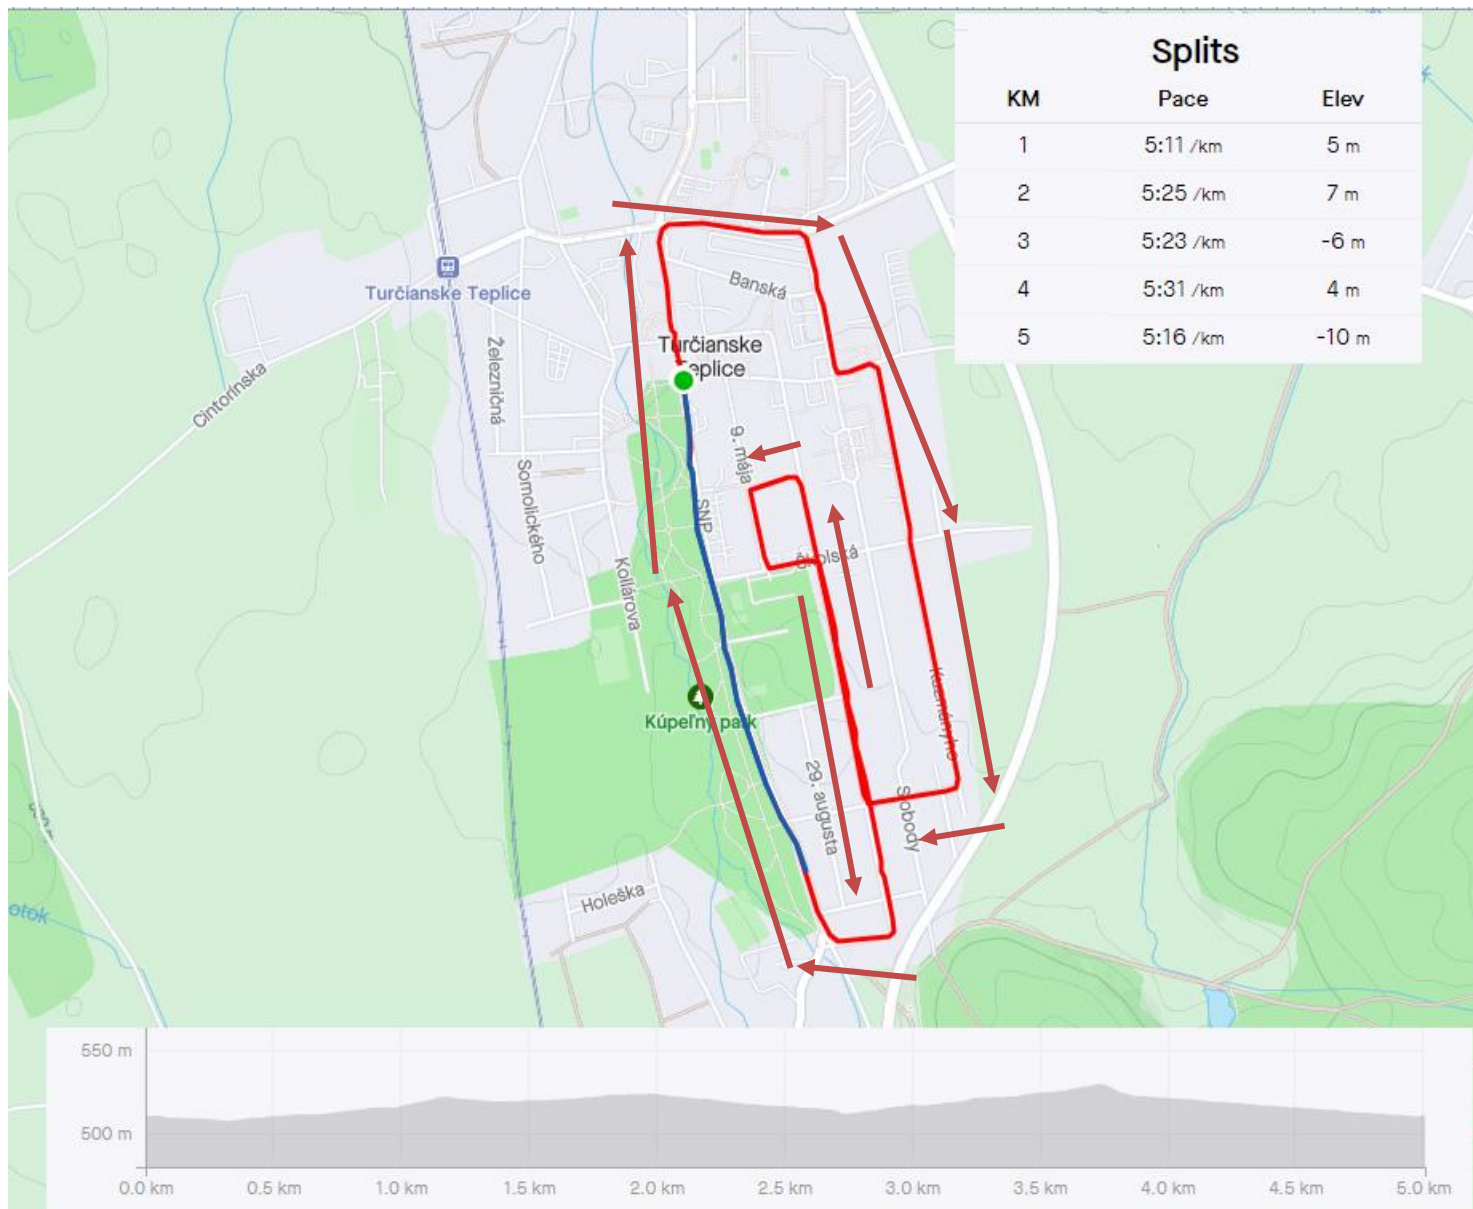 Splits
KM Pace Elev
1 5:11 /km 5 m
2 5:25 /km 7 m
3 5:23 /km -6 m
4 5:31 /km 4 m
5 5:16 /km -10 m
Banská
Turčianske Teplice
Turčianske
Teplice
Železničná
Cintorínska
9. mája
Somolického
SNP
Školská
Kollárova
Kuzmányho
Kúpeľný park
29. augusta
Slobody
Holeška
otok
550 m
500 m
0.0 km 0.5 km 1.0 km 1.5 km 2.0 km 2.5 km 3.0 km 3.5 km 4.0 km 4.5 km 5.0 km